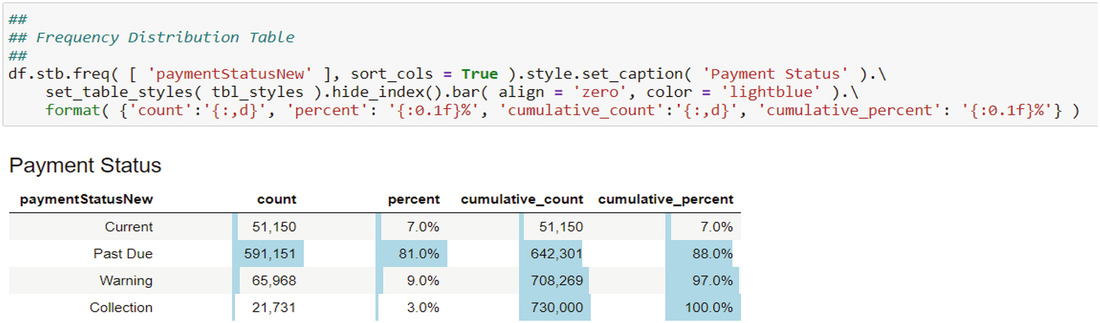 ##
## Frequency Distribution Table
##
df.stb.freq( [ 'paymentStatusNew' ], sort_cols = True ).style.set_caption( 'Payment Status' ).\
    set_table_styles( tbl_styles ).hide_index().bar( align = 'zero', color = 'lightblue' ).\
    format( {'count':'{:,d}', 'percent': '{:0.1f}%', 'cumulative_count':'{:,d}', 'cumulative_percent': '{:0.1f}%'} )
Payment Status
paymentStatusNew count percent cumulative_count cumulative_percent
Current 51,150 7.0% 51,150 7.0%
Past Due 591,151 81.0% 642,301 88.0%
Warning 65,968 9.0% 708,269 97.0%
Collection 21,731 3.0% 730,000 100.0%